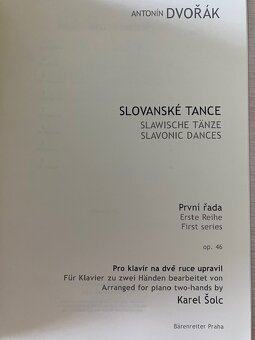 ANTONÍN DVOŘÁK
SLOVANSKÉ TANCE
SLAWISCHE TÄNZE
SLAVONIC DANCES
První řada
Erste Reihe
First series
op. 46
Pro klavír na dvě ruce upravil
Für Klavier zu zwei Händen bearbeitet von
Arranged for piano two-hands by
Karel Šolc
Bärenreiter Praha